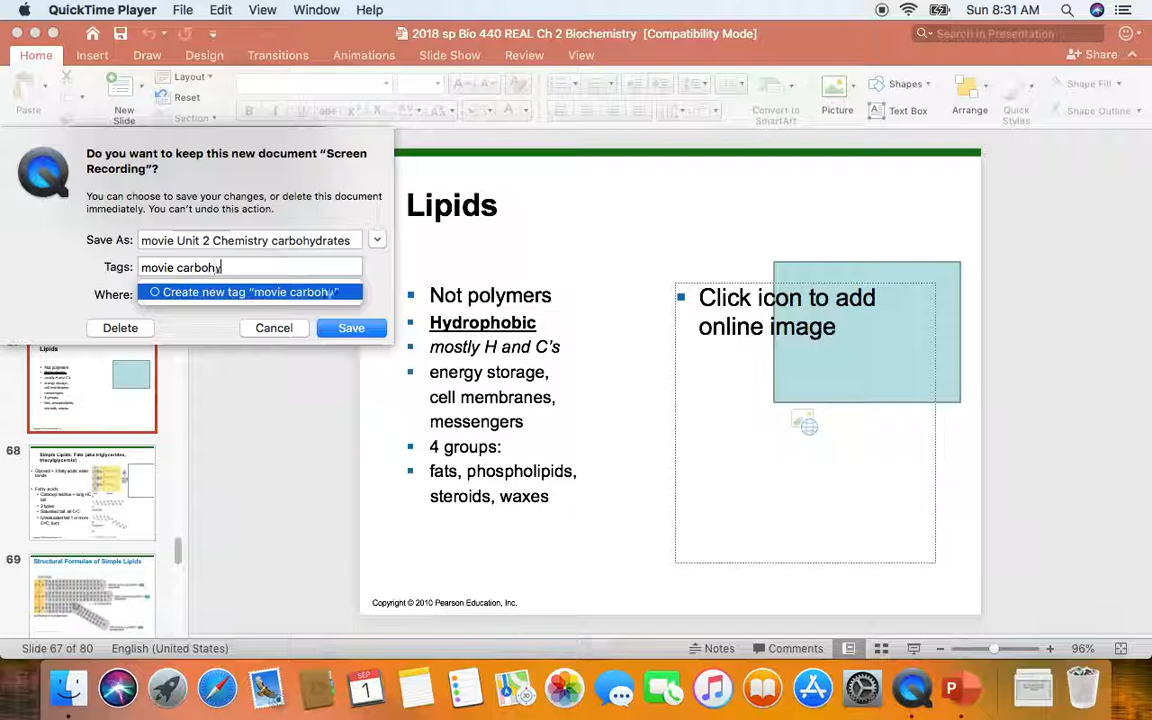 QuickTime Player File Edit View Window Help
Sun 8:31 AM
2018 sp Bio 440 REAL Ch 2 Biochemistry [Compatibility Mode]
Search in Presentation
Home Insert Draw Design Transitions Animations Slide Show Review View
Share
Paste
New Slide
Layout
Reset
Section
Convert to SmartArt
Picture
Shapes
Text Box
Arrange
Quick Styles
Shape Fill
Shape Outline
Do you want to keep this new document “Screen
Recording”?
You can choose to save your changes, or delete this document
immediately. You can’t undo this action.
Save As: movie Unit 2 Chemistry carbohydrates
Tags: movie carbohy
Create new tag “movie carbohy”
Where:
Delete Cancel Save
Lipids
Not polymers
Hydrophobic
mostly H and C’s
energy storage,
cell membranes,
messengers
4 groups:
fats, phospholipids,
steroids, waxes
Click icon to add
online image
Copyright © 2010 Pearson Education, Inc.
Lipids
68
Simple Lipids: Fats (aka triglycerides,
triacylglycerols)
69
Structural Formulae of Simple Lipids
Slide 67 of 80 English (United States)
Notes Comments 96%
SEP
1